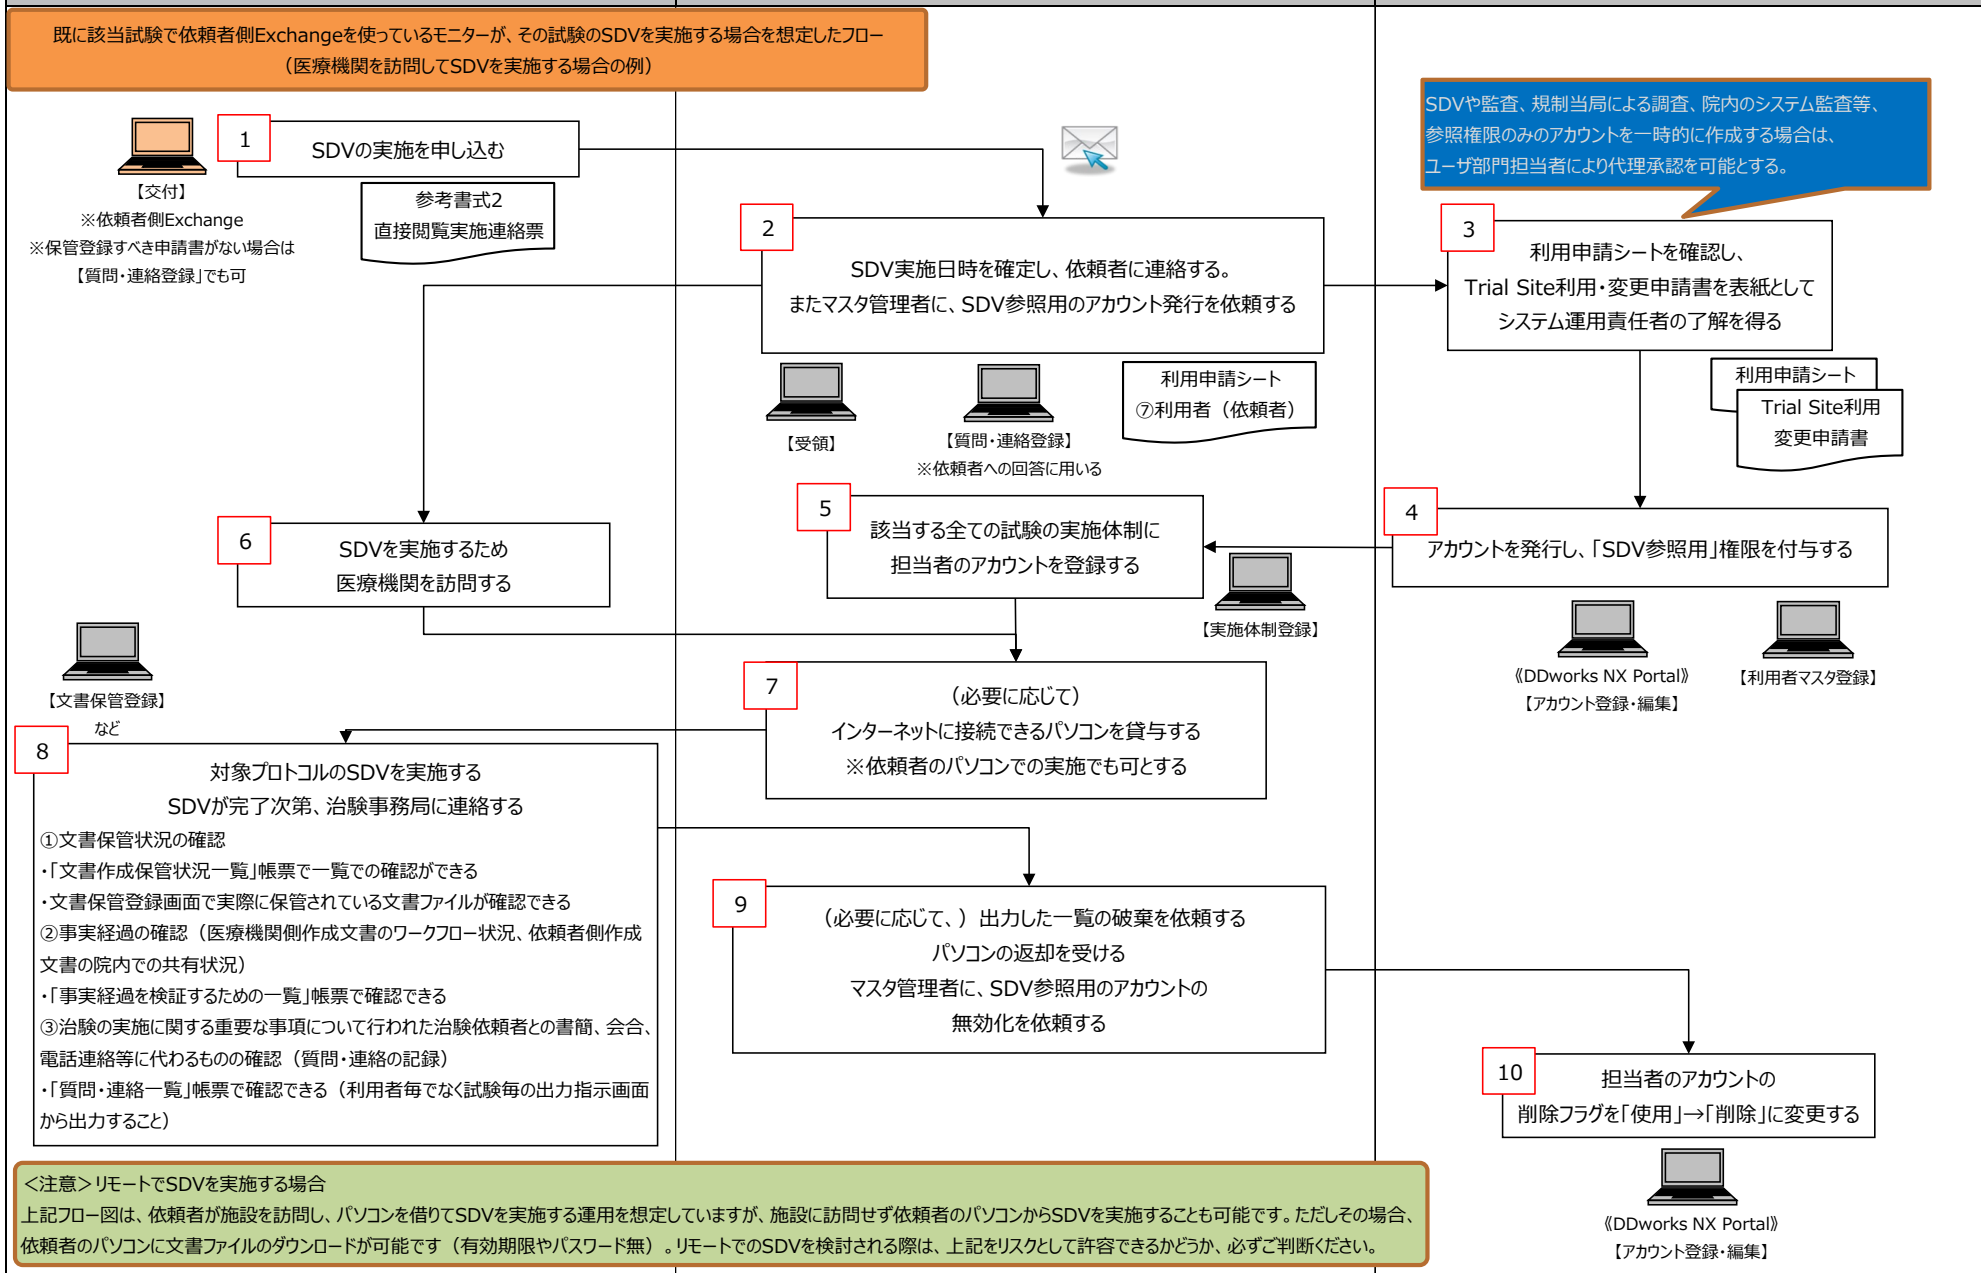 既に該当試験で依頼者側Exchangeを使っているモニターが、その試験のSDVを実施する場合を想定したフロー
（医療機関を訪問してSDVを実施する場合の例）
SDVや監査、規制当局による調査、院内のシステム監査等、
参照権限のみのアカウントを一時的に作成する場合は、
ユーザ部門担当者により代理承認を可能とする。
1
SDVの実施を申し込む
【交付】
※依頼者側Exchange
※保管登録すべき申請書がない場合は
【質問・連絡登録」でも可
参考書式2
直接閲覧実施連絡票
2
SDV実施日時を確定し、依頼者に連絡する。
またマスタ管理者に、SDV参照用のアカウント発行を依頼する
【受領】
【質問・連絡登録】
※依頼者への回答に用いる
利用申請シート
⑦利用者（依頼者）
3
利用申請シートを確認し、
Trial Site利用・変更申請書を表紙として
システム運用責任者の了解を得る
利用申請シート
Trial Site利用
変更申請書
4
アカウントを発行し、「SDV参照用」権限を付与する
《DDworks NX Portal》
【アカウント登録・編集】
【利用者マスタ登録】
5
該当する全ての試験の実施体制に
担当者のアカウントを登録する
【実施体制登録】
6
SDVを実施するため
医療機関を訪問する
7
（必要に応じて）
インターネットに接続できるパソコンを貸与する
※依頼者のパソコンでの実施でも可とする
【文書保管登録】
など
8
対象プロトコルのSDVを実施する
SDVが完了次第、治験事務局に連絡する
①文書保管状況の確認
・「文書作成保管状況一覧」帳票で一覧での確認ができる
・文書保管登録画面で実際に保管されている文書ファイルが確認できる
②事実経過の確認（医療機関側作成文書のワークフロー状況、依頼者側作成
文書の院内での共有状況）
・「事実経過を検証するための一覧」帳票で確認できる
③治験の実施に関する重要な事項について行われた治験依頼者との書簡、会合、
電話連絡等に代わるものの確認（質問・連絡の記録）
・「質問・連絡一覧」帳票で確認できる（利用者毎でなく試験毎の出力指示画面
から出力すること）
9
（必要に応じて、）出力した一覧の破棄を依頼する
パソコンの返却を受ける
マスタ管理者に、SDV参照用のアカウントの
無効化を依頼する
10
担当者のアカウントの
削除フラグを「使用」→「削除」に変更する
《DDworks NX Portal》
【アカウント登録・編集】
＜注意＞リモートでSDVを実施する場合
上記フロー図は、依頼者が施設を訪問し、パソコンを借りてSDVを実施する運用を想定していますが、施設に訪問せず依頼者のパソコンからSDVを実施することも可能です。ただしその場合、
依頼者のパソコンに文書ファイルのダウンロードが可能です（有効期限やパスワード無）。リモートでのSDVを検討される際は、上記をリスクとして許容できるかどうか、必ずご判断ください。